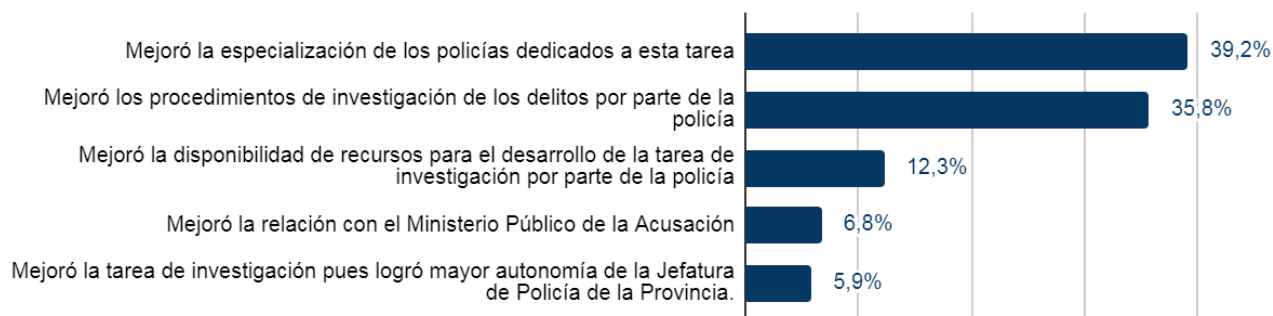 Mejoró la especialización de los policías dedicados a esta tarea
39,2%
Mejoró los procedimientos de investigación de los delitos por parte de la
policía
35,8%
Mejoró la disponibilidad de recursos para el desarrollo de la tarea de
investigación por parte de la policía
12,3%
Mejoró la relación con el Ministerio Público de la Acusación
6,8%
Mejoró la tarea de investigación pues logró mayor autonomía de la Jefatura
de Policía de la Provincia.
5,9%